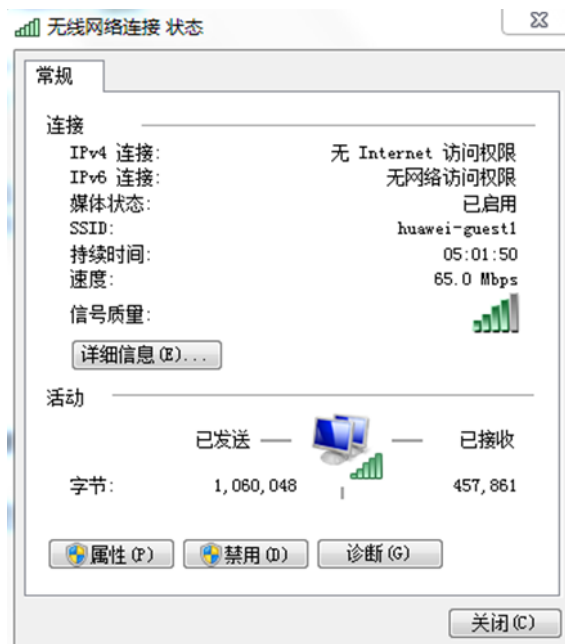 无线网络连接 状态
常规
连接
IPv4 连接: 无 Internet 访问权限
IPv6 连接: 无网络访问权限
媒体状态: 已启用
SSID: huawei-guest1
持续时间: 05:01:50
速度: 65.0 Mbps
信号质量:
详细信息(E)...
活动
已发送 — — 已接收
字节: 1,060,048 457,861
属性(P) 禁用(D) 诊断(G)
关闭(C)